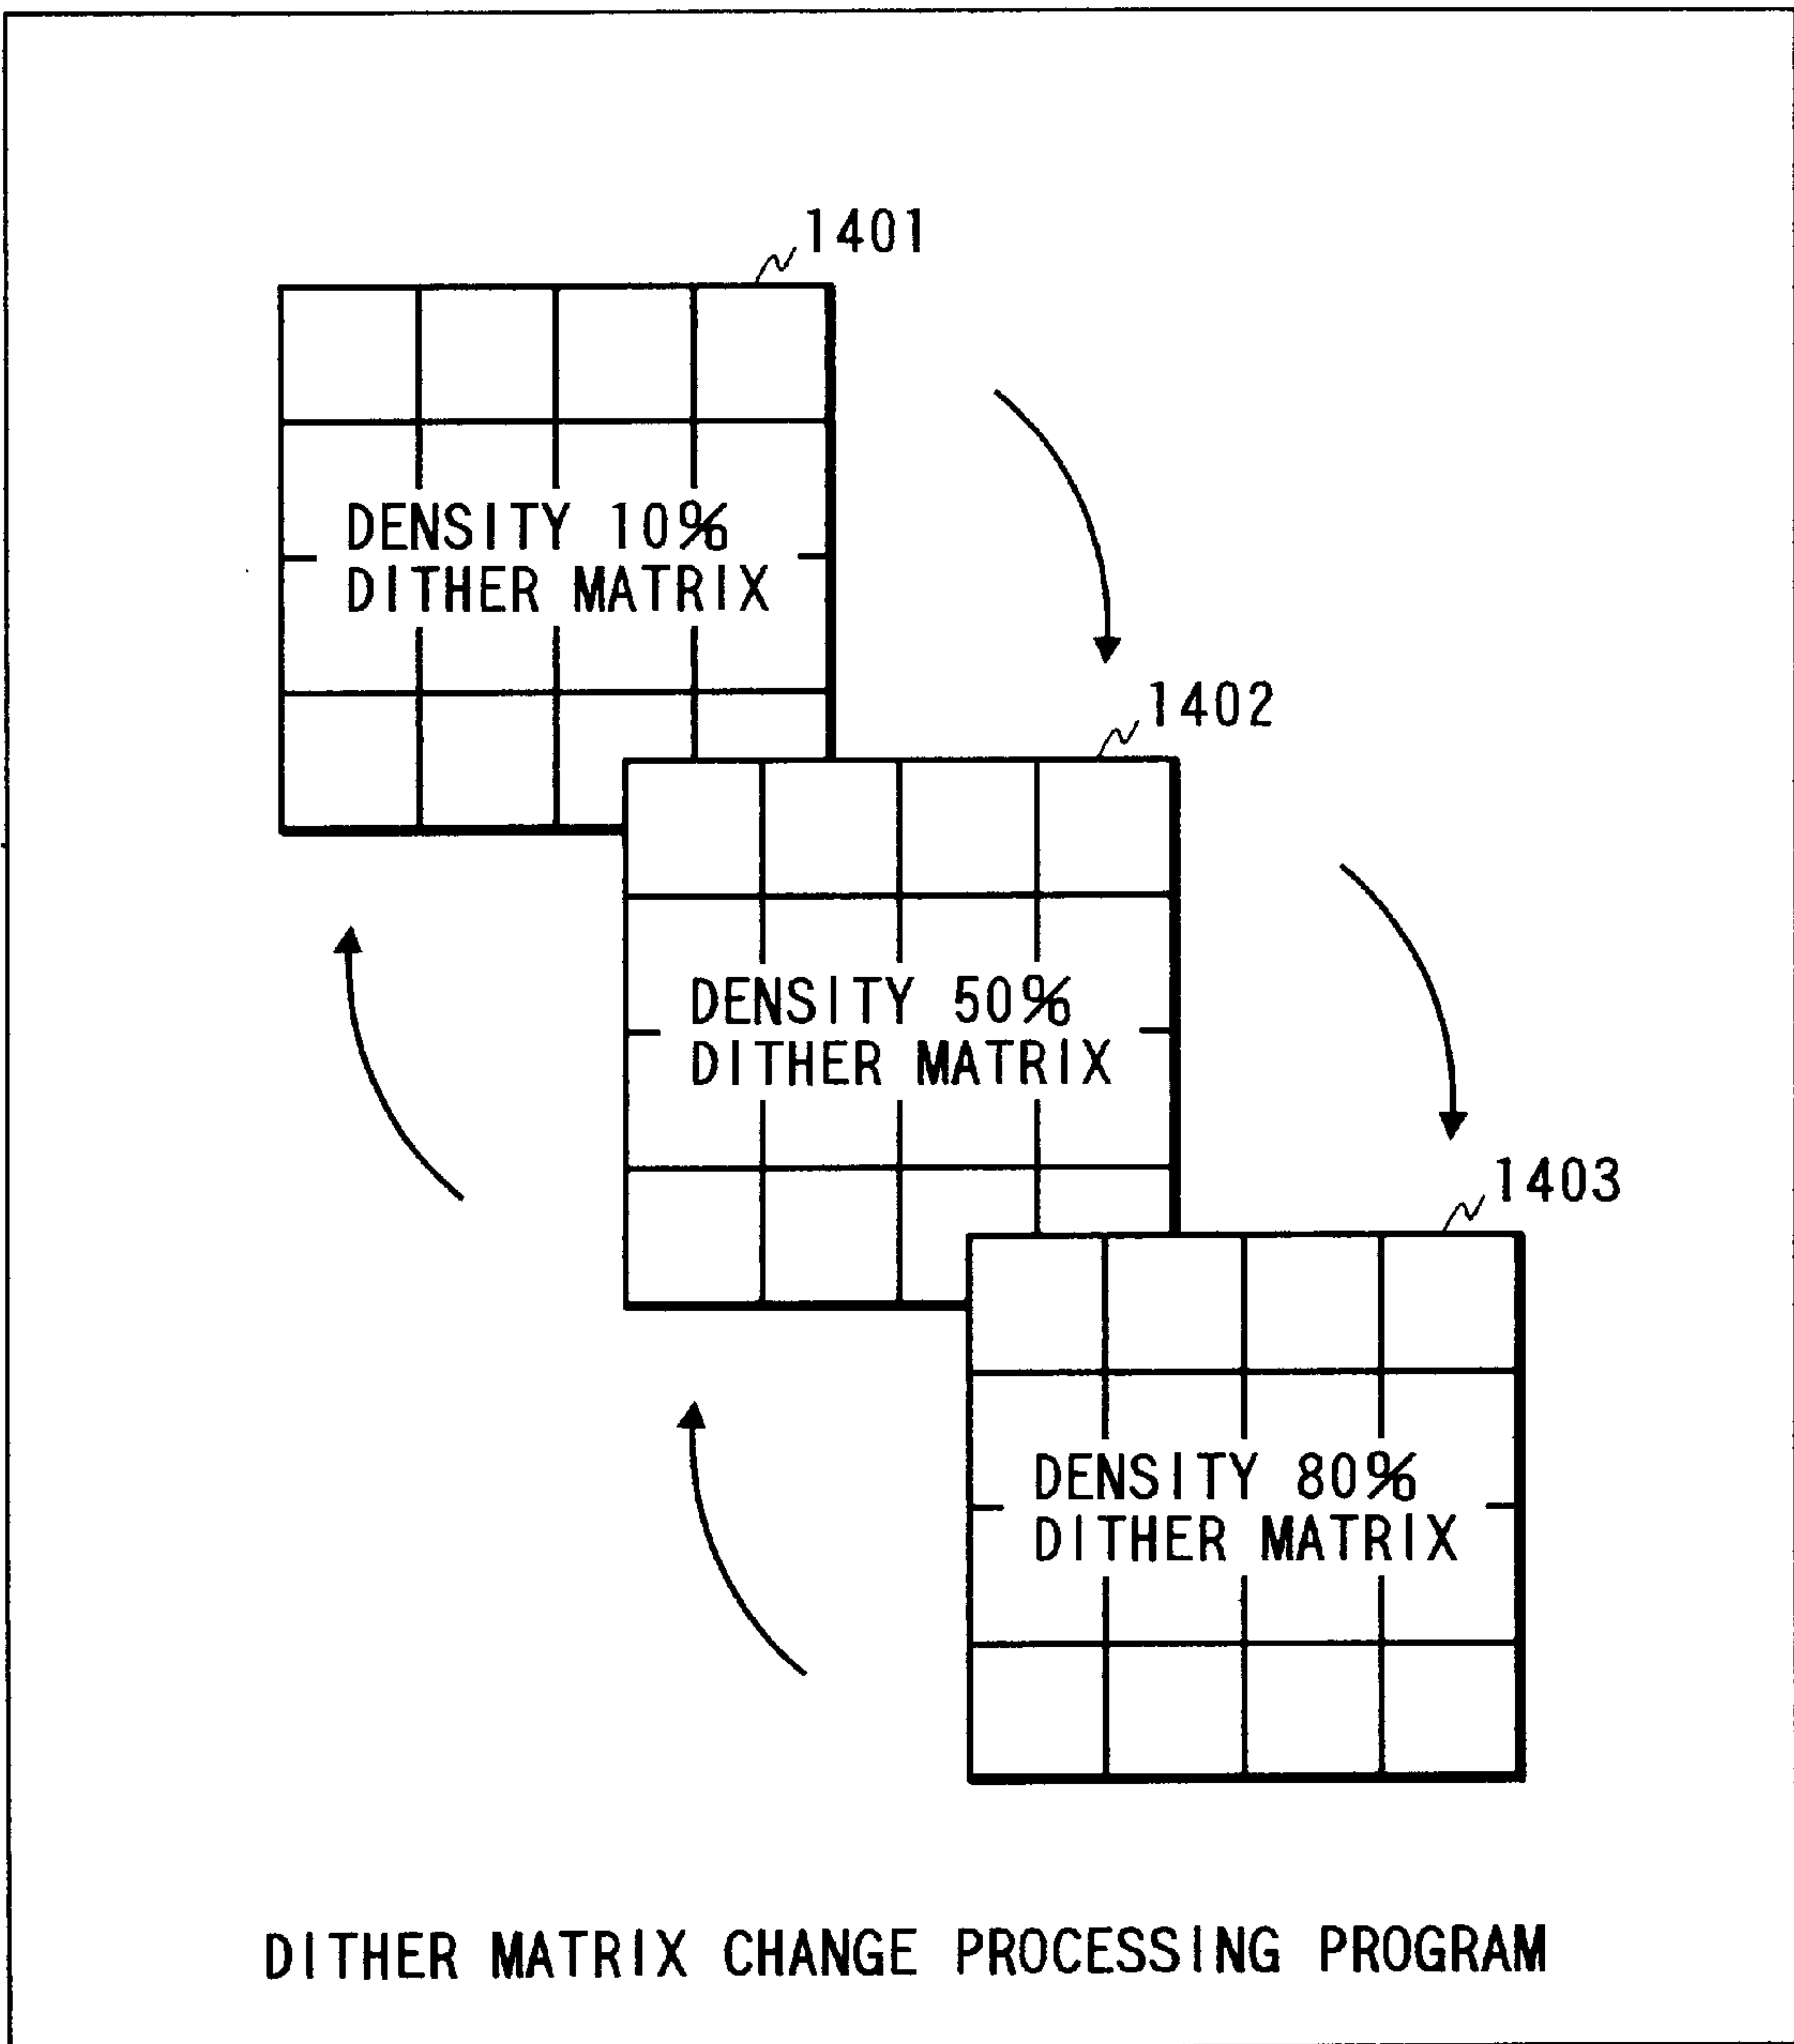 1401
DENSITY 10%
DITHER MATRIX
1402
DENSITY 50%
DITHER MATRIX
1403
DENSITY 80%
DITHER MATRIX
DITHER MATRIX CHANGE PROCESSING PROGRAM